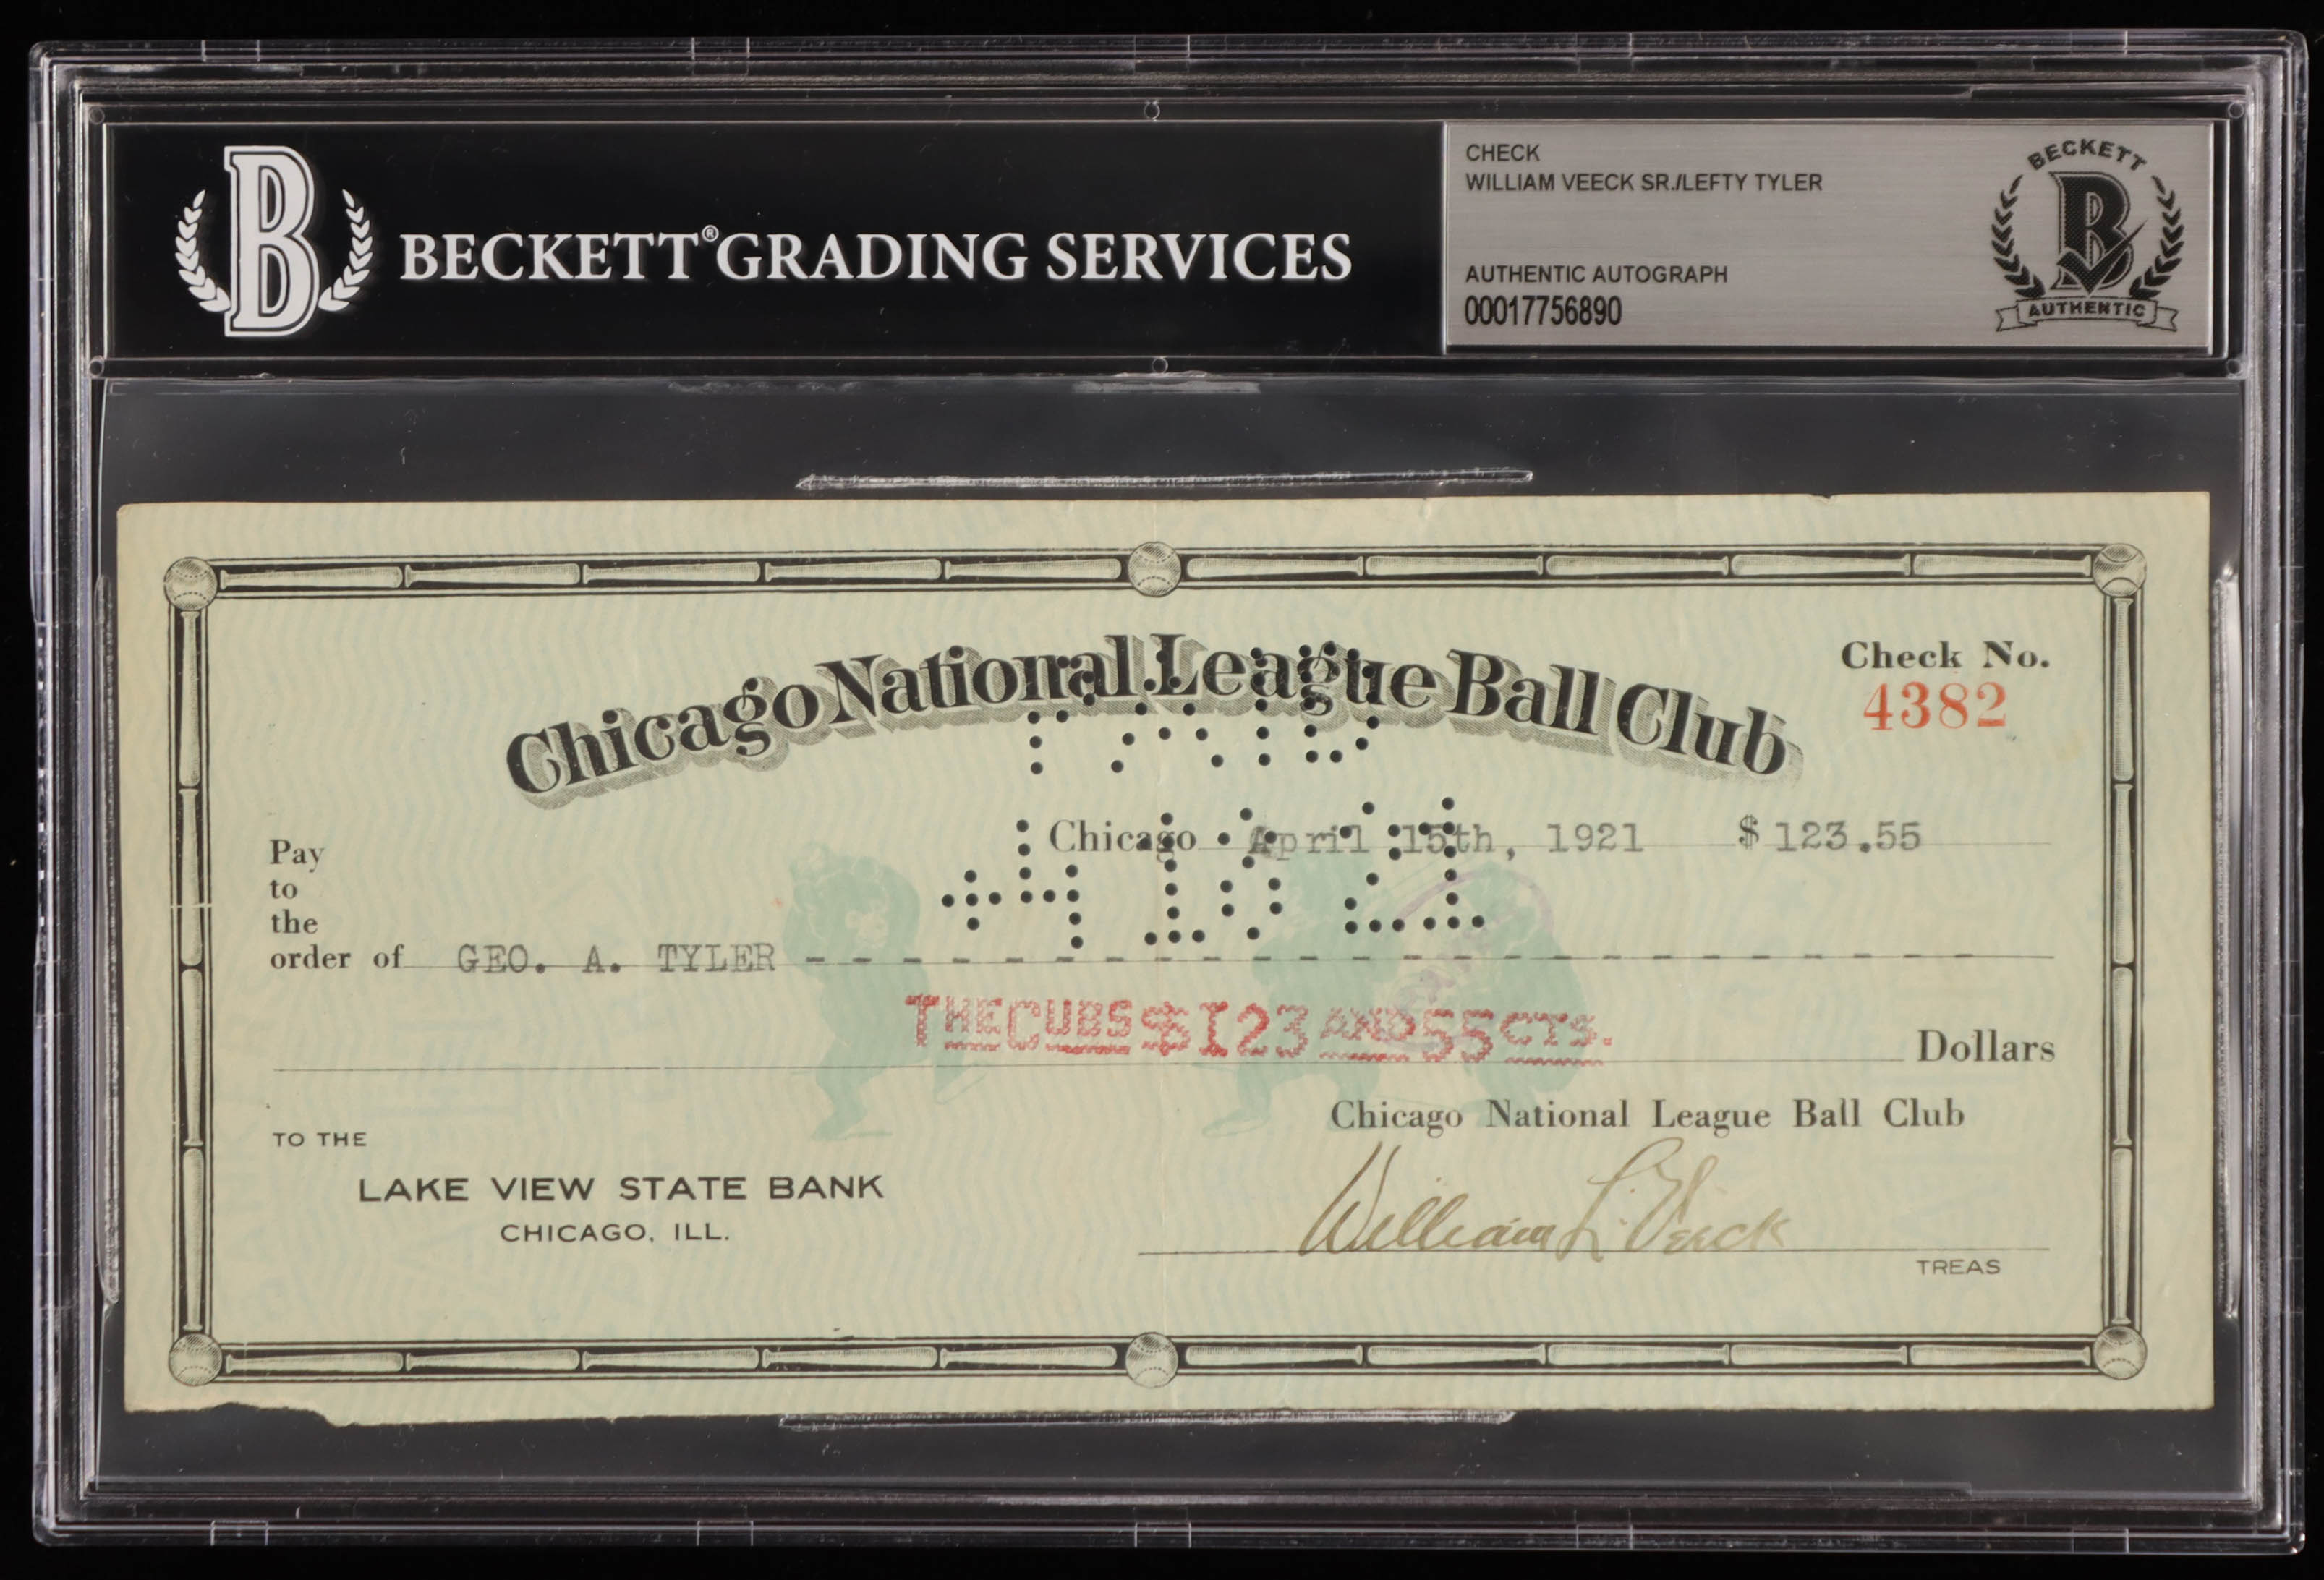 B BECKETT® GRADING SERVICES
CHECK
WILLIAM VEECK SR./LEFTY TYLER
AUTHENTIC AUTOGRAPH
00017756890
BECKETT
B
AUTHENTIC
Chicago National League Ball Club
Check No.
4382
PAID
Chicago April 15th, 1921 $ 123.55
Pay
to
the
order of GEO. A. TYLER - - - - - - - - - - - - - - - - - - - - - - - -
THE CUBS $123 AND 55 CTS. Dollars
Chicago National League Ball Club
TO THE
LAKE VIEW STATE BANK
CHICAGO, ILL.
William L. Veeck
TREAS